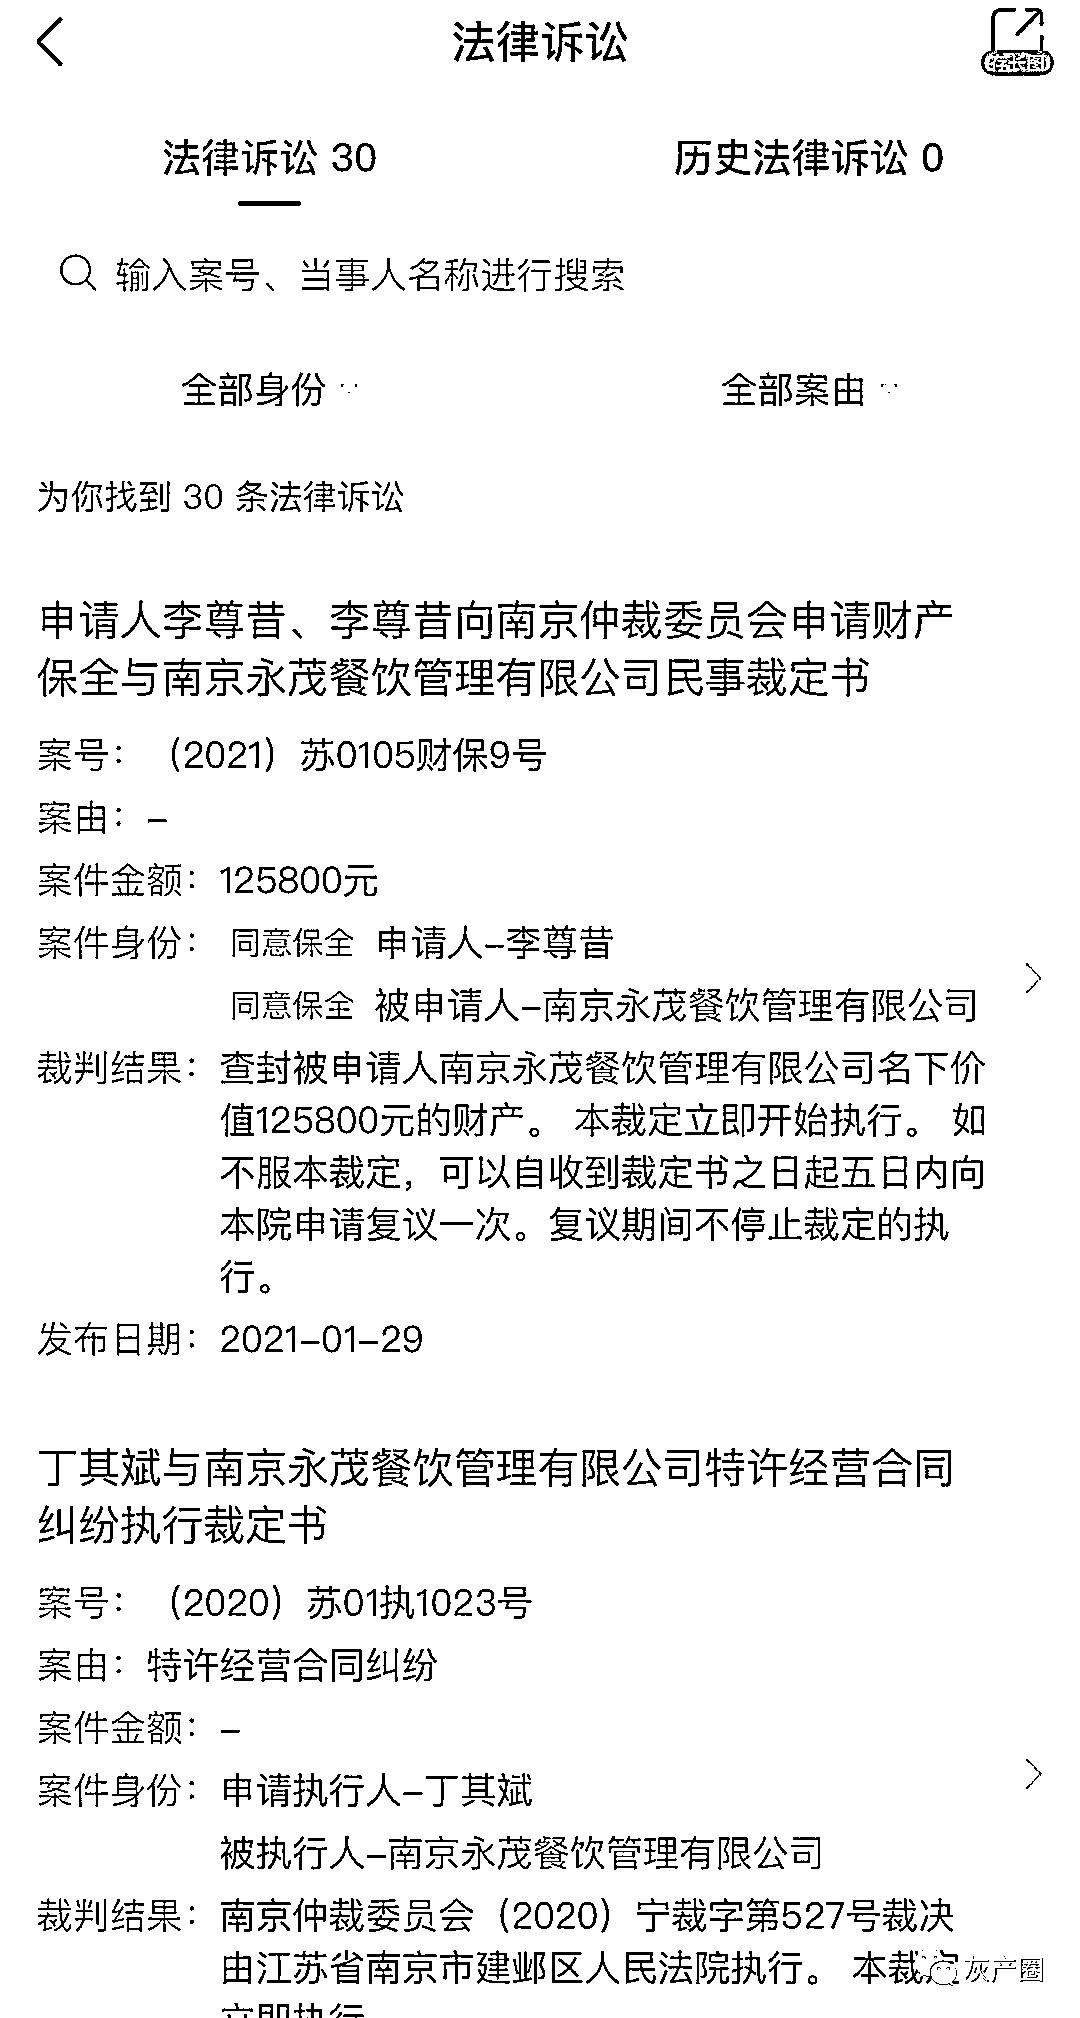 法律诉讼
存长图
法律诉讼 30
历史法律诉讼 0
输入案号、当事人名称进行搜索
全部身份
全部案由
为你找到 30 条法律诉讼
申请人李尊昔、李尊昔向南京仲裁委员会申请财产
保全与南京永茂餐饮管理有限公司民事裁定书
案号：（2021）苏0105财保9号
案由：–
案件金额：125800元
案件身份： 同意保全 申请人–李尊昔
同意保全 被申请人–南京永茂餐饮管理有限公司
裁判结果：查封被申请人南京永茂餐饮管理有限公司名下价
值125800元的财产。 本裁定立即开始执行。 如
不服本裁定，可以自收到裁定书之日起五日内向
本院申请复议一次。复议期间不停止裁定的执
行。
发布日期：2021–01–29
丁其斌与南京永茂餐饮管理有限公司特许经营合同
纠纷执行裁定书
案号：（2020）苏01执1023号
案由：特许经营合同纠纷
案件金额：–
案件身份：申请执行人–丁其斌
被执行人–南京永茂餐饮管理有限公司
裁判结果：南京仲裁委员会（2020）宁裁字第527号裁决
由江苏省南京市建邺区人民法院执行。 本裁定
立即执行
灰产圈